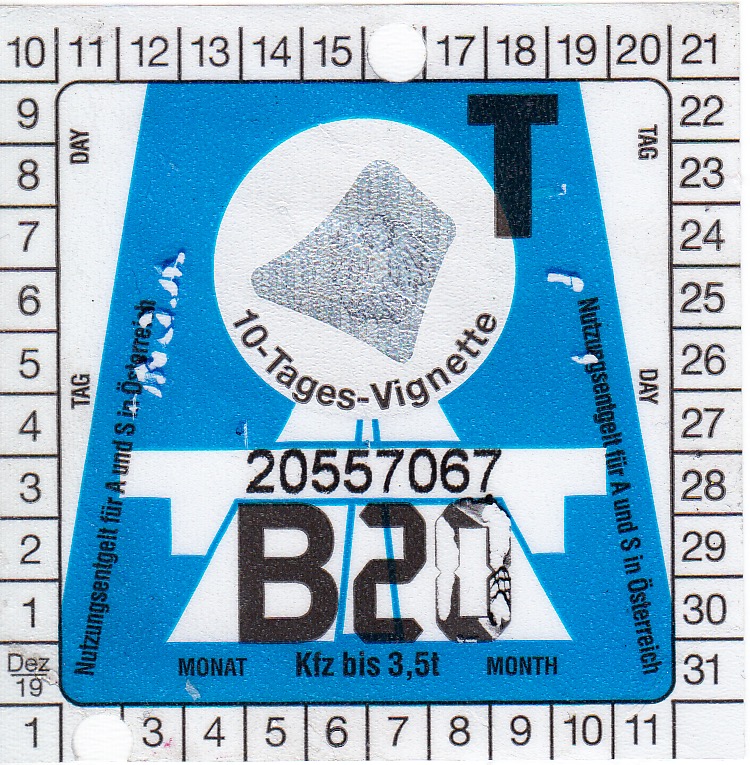 10 11 12 13 14 15 17 18 19 20 21
9 22
DAY T TAG
8 23
7 24
6 25
Nutzungsentgelt für A und S in Österreich
Nutzungsentgelt für A und S in Österreich
10-Tages-Vignette
5 26
TAG DAY
4 27
20557067
3 28
B20
2 29
1 30
Dez
19
MONAT Kfz bis 3,5t MONTH
31
1 3 4 5 6 7 8 9 10 11